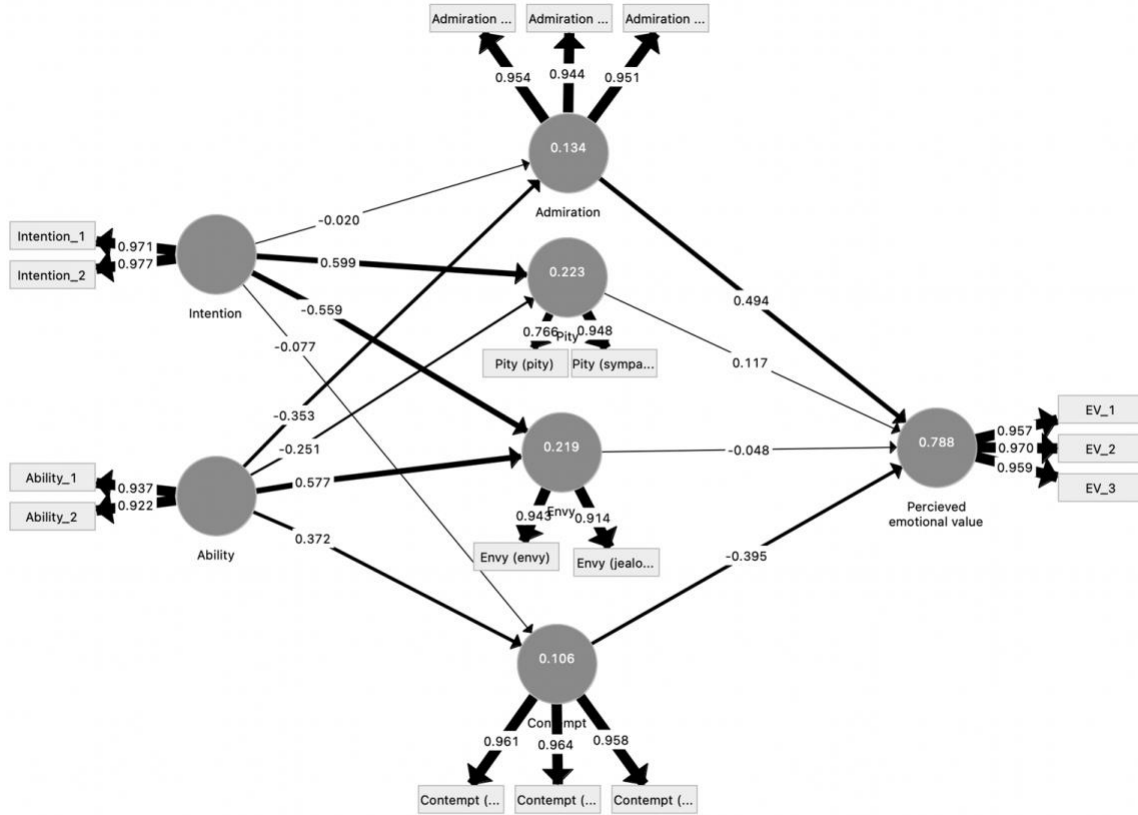 Admiration ...
Admiration ...
Admiration ...
0.954
0.944
0.951
0.134
Admiration
-0.020
Intention_1
Intention_2
0.971
0.977
Intention
0.599
-0.559
-0.077
0.223
Pity
0.766
0.948
Pity (pity)
Pity (sympa...
0.494
0.117
-0.353
-0.251
Ability_1
Ability_2
0.937
0.922
Ability
0.577
0.372
0.219
Envy
0.943
0.914
Envy (envy)
Envy (jealo...
-0.048
-0.395
0.788
Percieved
emotional value
0.957
0.970
0.959
EV_1
EV_2
EV_3
0.106
Contempt
0.961
0.964
0.958
Contempt (...
Contempt (...
Contempt (...